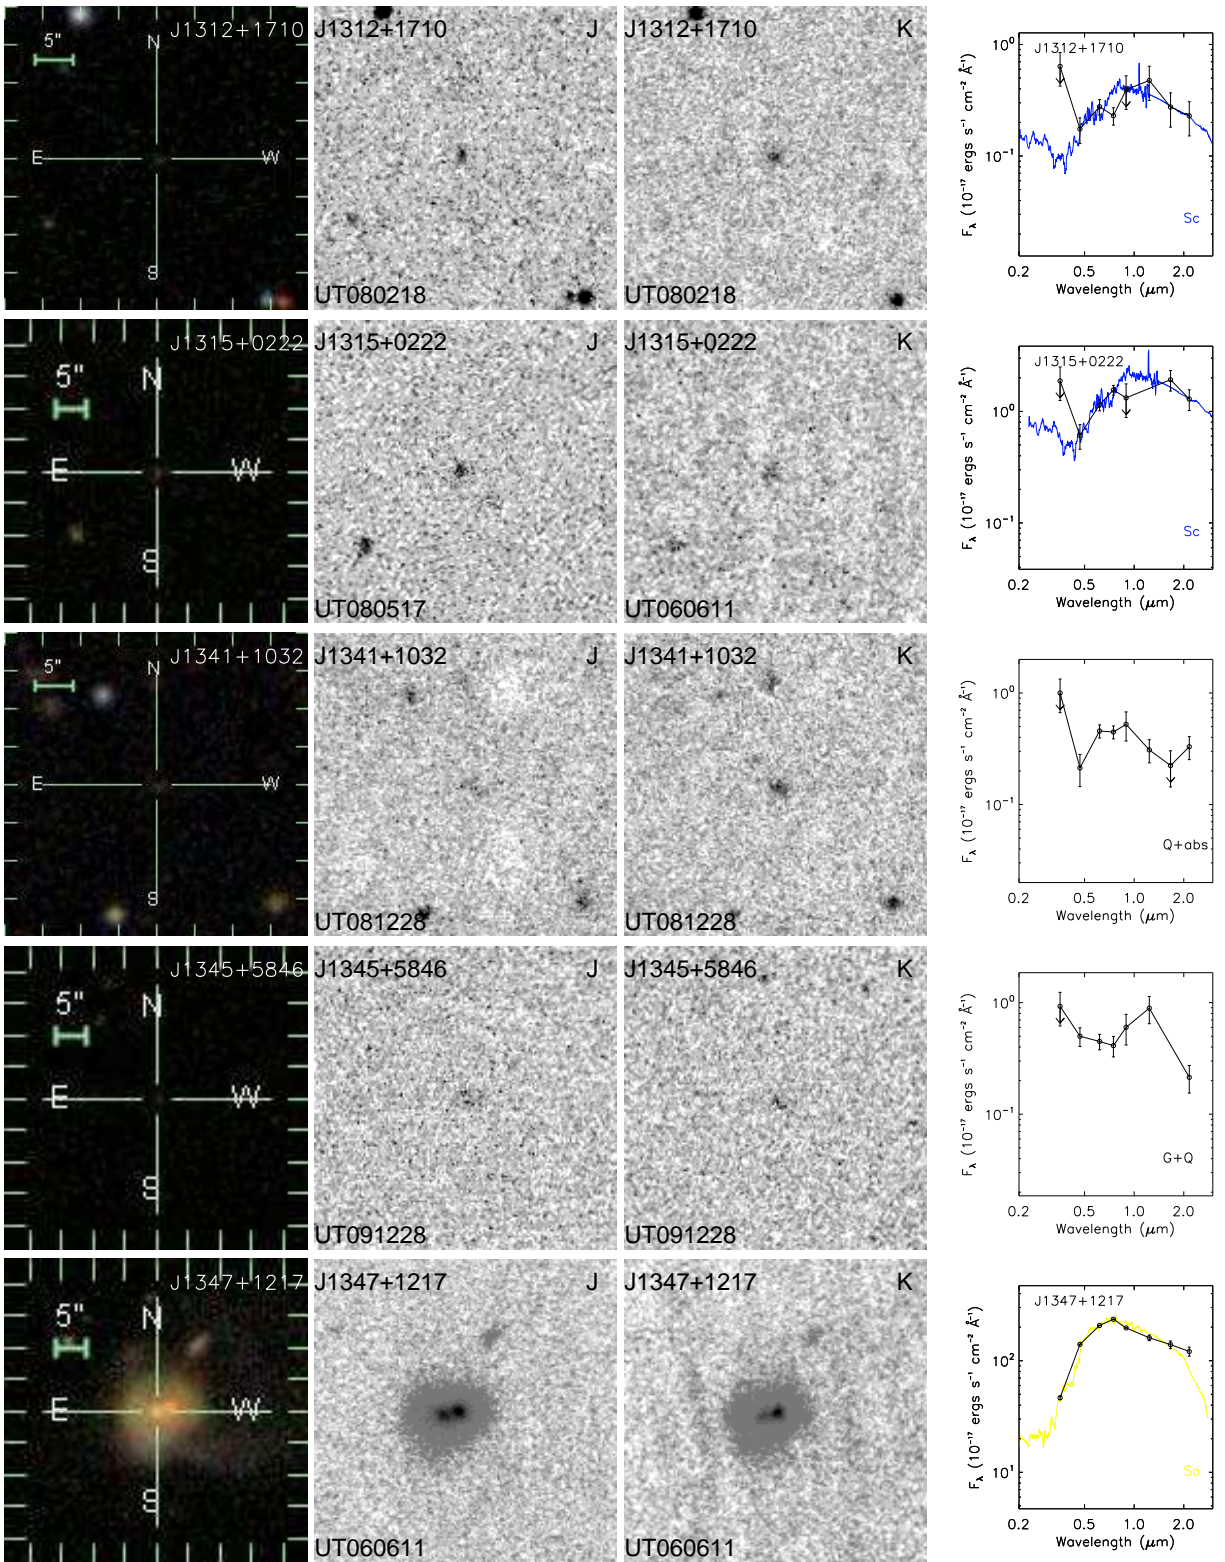 J1312+1710
5"
N
E
W
S
J1312+1710 J
UT080218
J1312+1710 K
UT080218
J1312+1710
Sc
10⁰
10⁻¹
F_λ (10⁻¹⁷ ergs s⁻¹ cm⁻² Å⁻¹)
0.2 0.5 1.0 2.0
Wavelength (μm)
J1315+0222
5"
N
E
W
S
J1315+0222 J
UT080517
J1315+0222 K
UT060611
J1315+0222
Sc
10⁰
10⁻¹
F_λ (10⁻¹⁷ ergs s⁻¹ cm⁻² Å⁻¹)
0.2 0.5 1.0 2.0
Wavelength (μm)
J1341+1032
5"
N
E
W
S
J1341+1032 J
UT081228
J1341+1032 K
UT081228
Q+abs
10⁰
10⁻¹
F_λ (10⁻¹⁷ ergs s⁻¹ cm⁻² Å⁻¹)
0.2 0.5 1.0 2.0
Wavelength (μm)
J1345+5846
5"
N
E
W
S
J1345+5846 J
UT091228
J1345+5846 K
UT091228
G+Q
10⁰
10⁻¹
F_λ (10⁻¹⁷ ergs s⁻¹ cm⁻² Å⁻¹)
0.2 0.5 1.0 2.0
Wavelength (μm)
J1347+1217
5"
N
E
W
S
J1347+1217 J
UT060611
J1347+1217 K
UT060611
J1347+1217
Sa
10²
10¹
F_λ (10⁻¹⁷ ergs s⁻¹ cm⁻² Å⁻¹)
0.2 0.5 1.0 2.0
Wavelength (μm)